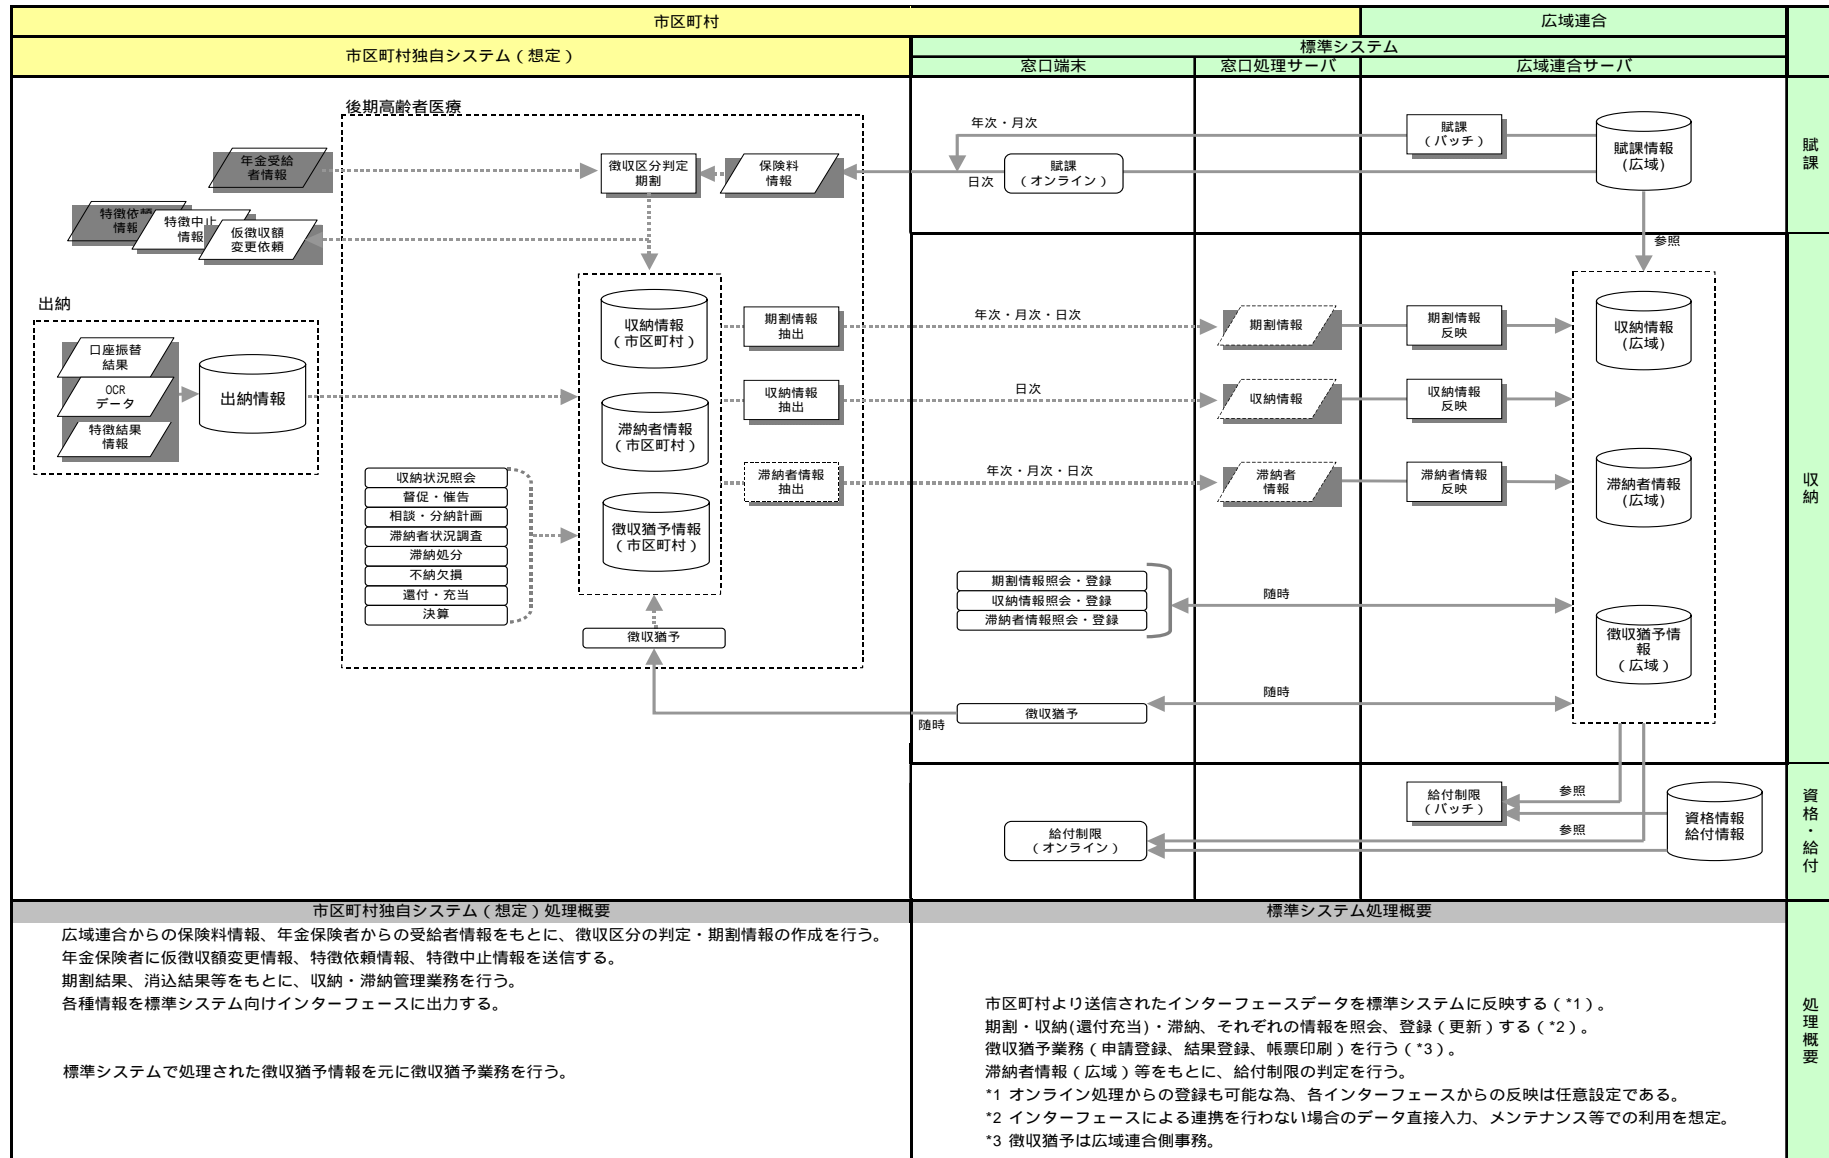 市区町村
広域連合
市区町村独自システム（想定）
標準システム
窓口端末
窓口処理サーバ
広域連合サーバ
後期高齢者医療
年金受給
者情報
徴収区分判定
期割
保険料
情報
年次・月次
日次
賦課
（オンライン）
賦課
（バッチ）
賦課情報
(広域)
賦
課
特徴依頼
情報
特徴中止
情報
仮徴収額
変更依頼
参照
出納
口座振替
結果
OCR
データ
特徴結果
情報
出納情報
収納情報
（市区町村）
滞納者情報
（市区町村）
徴収猶予情報
（市区町村）
期割情報
抽出
収納情報
抽出
滞納者情報
抽出
年次・月次・日次
日次
年次・月次・日次
期割情報
収納情報
滞納者
情報
期割情報
反映
収納情報
反映
滞納者情報
反映
収納情報
(広域)
滞納者情報
(広域)
徴収猶予情
報
（広域）
収
納
収納状況照会
督促・催告
相談・分納計画
滞納者状況調査
滞納処分
不納欠損
還付・充当
決算
徴収猶予
期割情報照会・登録
収納情報照会・登録
滞納者情報照会・登録
随時
随時
徴収猶予
随時
給付制限
（バッチ）
参照
参照
給付制限
（オンライン）
資格情報
給付情報
資
格
・
給
付
市区町村独自システム（想定）処理概要
広域連合からの保険料情報、年金保険者からの受給者情報をもとに、徴収区分の判定・期割情報の作成を行う。
年金保険者に仮徴収額変更情報、特徴依頼情報、特徴中止情報を送信する。
期割結果、消込結果等をもとに、収納・滞納管理業務を行う。
各種情報を標準システム向けインターフェースに出力する。
標準システムで処理された徴収猶予情報を元に徴収猶予業務を行う。
標準システム処理概要
市区町村より送信されたインターフェースデータを標準システムに反映する（*1）。
期割・収納(還付充当)・滞納、それぞれの情報を照会、登録（更新）する（*2）。
徴収猶予業務（申請登録、結果登録、帳票印刷）を行う（*3）。
滞納者情報（広域）等をもとに、給付制限の判定を行う。
*1 オンライン処理からの登録も可能な為、各インターフェースからの反映は任意設定である。
*2 インターフェースによる連携を行わない場合のデータ直接入力、メンテナンス等での利用を想定。
*3 徴収猶予は広域連合側事務。
処
理
概
要